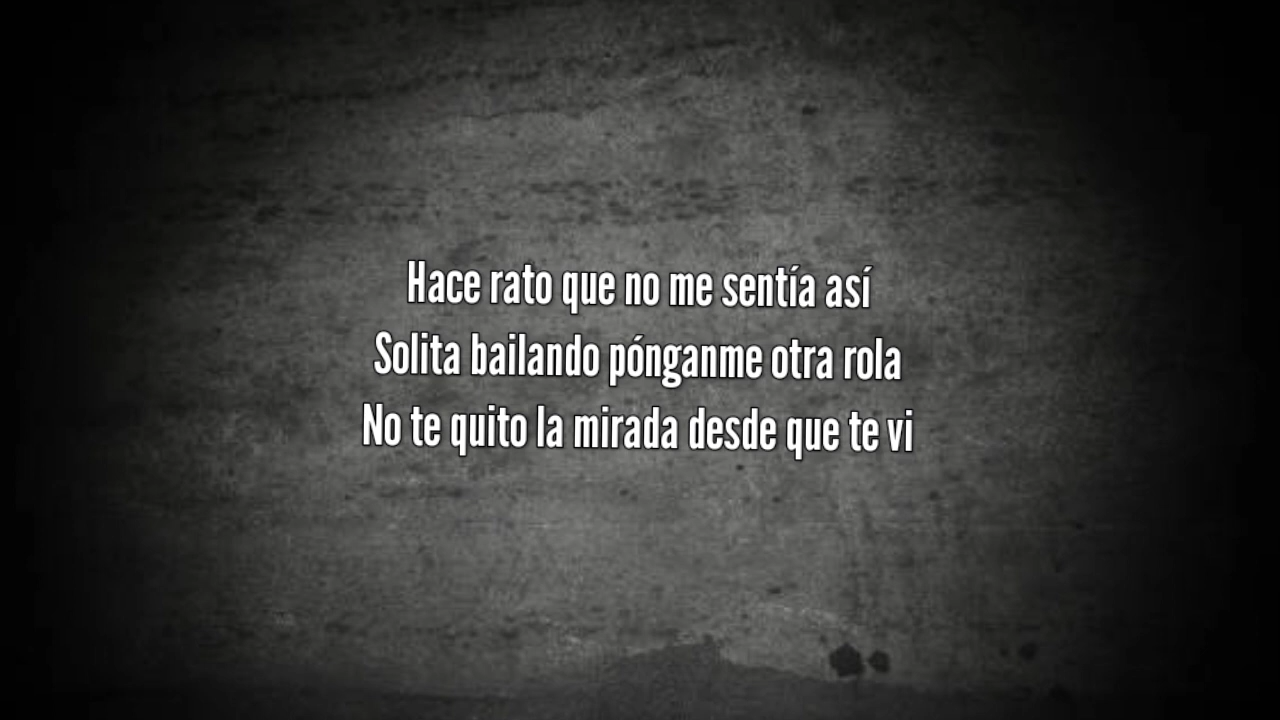 Hace rato que no me sentía así
Solita bailando pónganme otra rola
No te quito la mirada desde que te vi